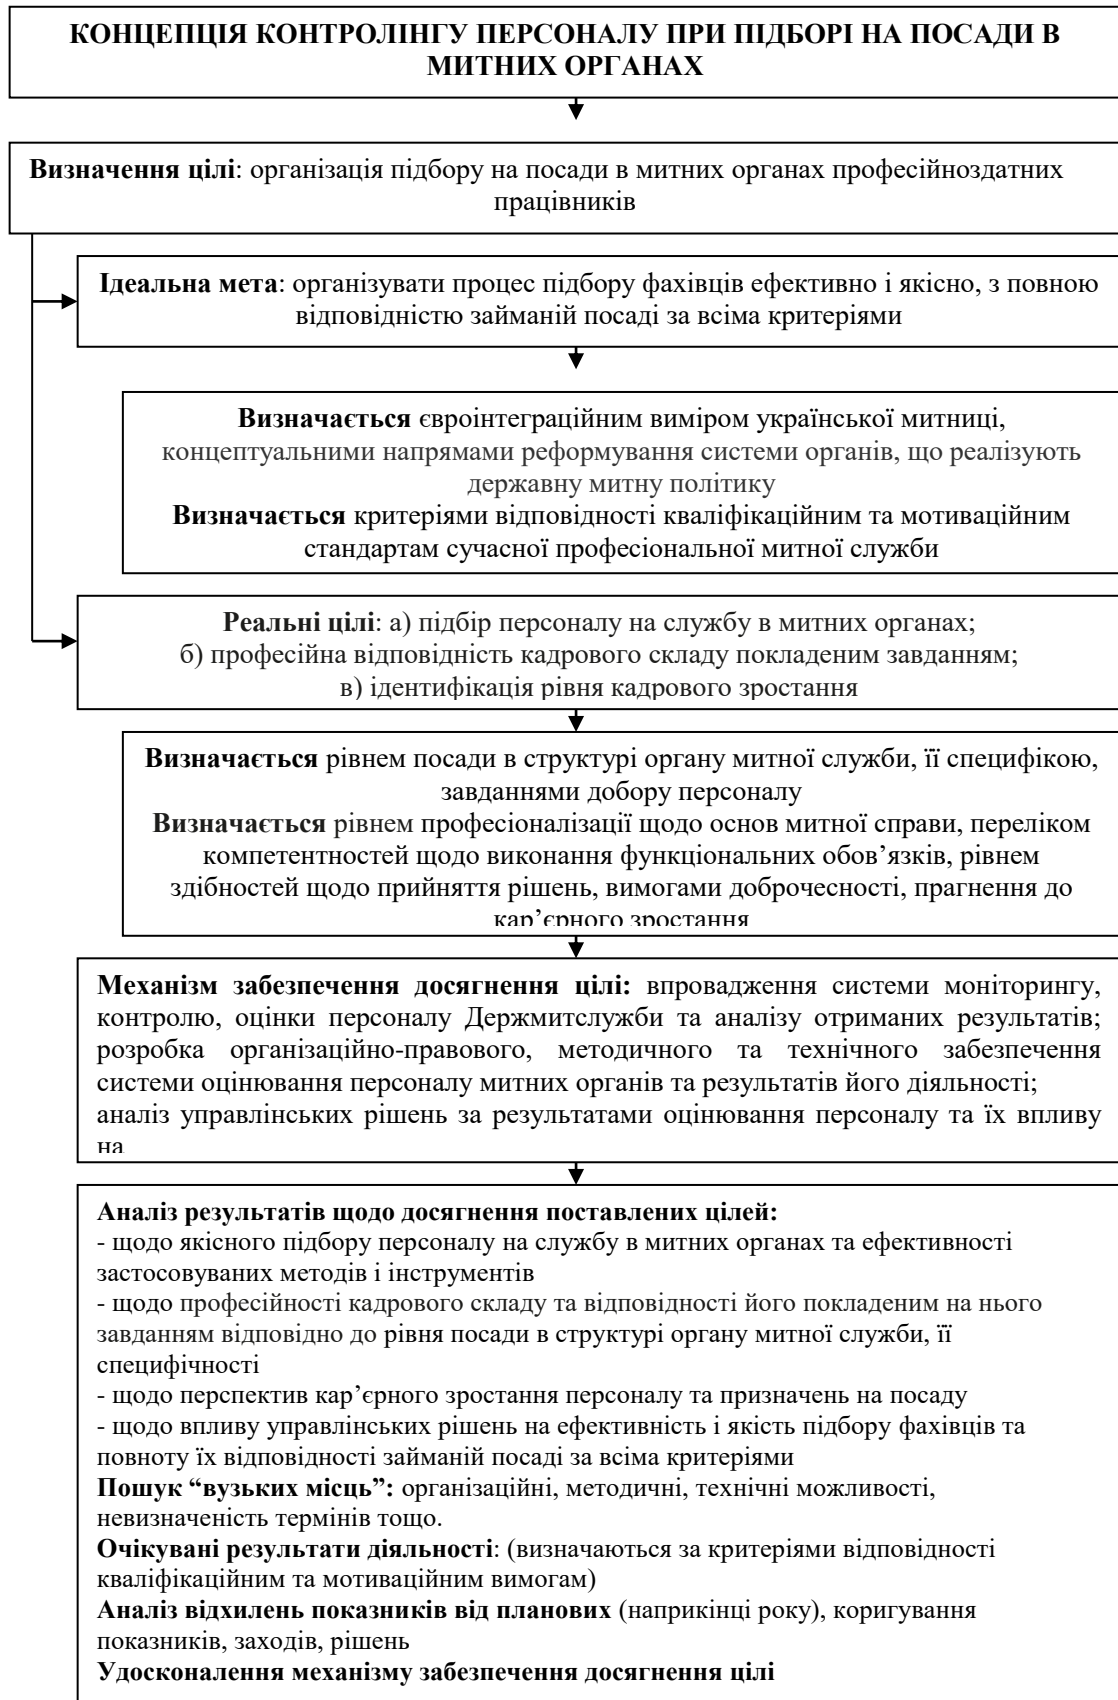 КОНЦЕПЦІЯ КОНТРОЛІНГУ ПЕРСОНАЛУ ПРИ ПІДБОРІ НА ПОСАДИ В
МИТНИХ ОРГАНАХ
Визначення цілі: організація підбору на посади в митних органах професійноздатних
працівників
Ідеальна мета: організувати процес підбору фахівців ефективно і якісно, з повною
відповідністю займаній посаді за всіма критеріями
Визначається євроінтеграційним виміром української митниці,
концептуальними напрямами реформування системи органів, що реалізують
державну митну політику
Визначається критеріями відповідності кваліфікаційним та мотиваційним
стандартам сучасної професіональної митної служби
Реальні цілі: а) підбір персоналу на службу в митних органах;
б) професійна відповідність кадрового складу покладеним завданням;
в) ідентифікація рівня кадрового зростання
Визначається рівнем посади в структурі органу митної служби, її специфікою,
завданнями добору персоналу
Визначається рівнем професіоналізації щодо основ митної справи, переліком
компетентностей щодо виконання функціональних обов’язків, рівнем
здібностей щодо прийняття рішень, вимогами доброчесності, прагнення до
кар’єрного зростання
Механізм забезпечення досягнення цілі: впровадження системи моніторингу,
контролю, оцінки персоналу Держмитслужби та аналізу отриманих результатів;
розробка організаційно-правового, методичного та технічного забезпечення
системи оцінювання персоналу митних органів та результатів його діяльності;
аналіз управлінських рішень за результатами оцінювання персоналу та їх впливу
на
Аналіз результатів щодо досягнення поставлених цілей:
- щодо якісного підбору персоналу на службу в митних органах та ефективності
застосовуваних методів і інструментів
- щодо професійності кадрового складу та відповідності його покладеним на нього
завданням відповідно до рівня посади в структурі органу митної служби, її
специфічності
- щодо перспектив кар’єрного зростання персоналу та призначень на посаду
- щодо впливу управлінських рішень на ефективність і якість підбору фахівців та
повноту їх відповідності займаній посаді за всіма критеріями
Пошук “вузьких місць”: організаційні, методичні, технічні можливості,
невизначеність термінів тощо.
Очікувані результати діяльності: (визначаються за критеріями відповідності
кваліфікаційним та мотиваційним вимогам)
Аналіз відхилень показників від планових (наприкінці року), коригування
показників, заходів, рішень
Удосконалення механізму забезпечення досягнення цілі